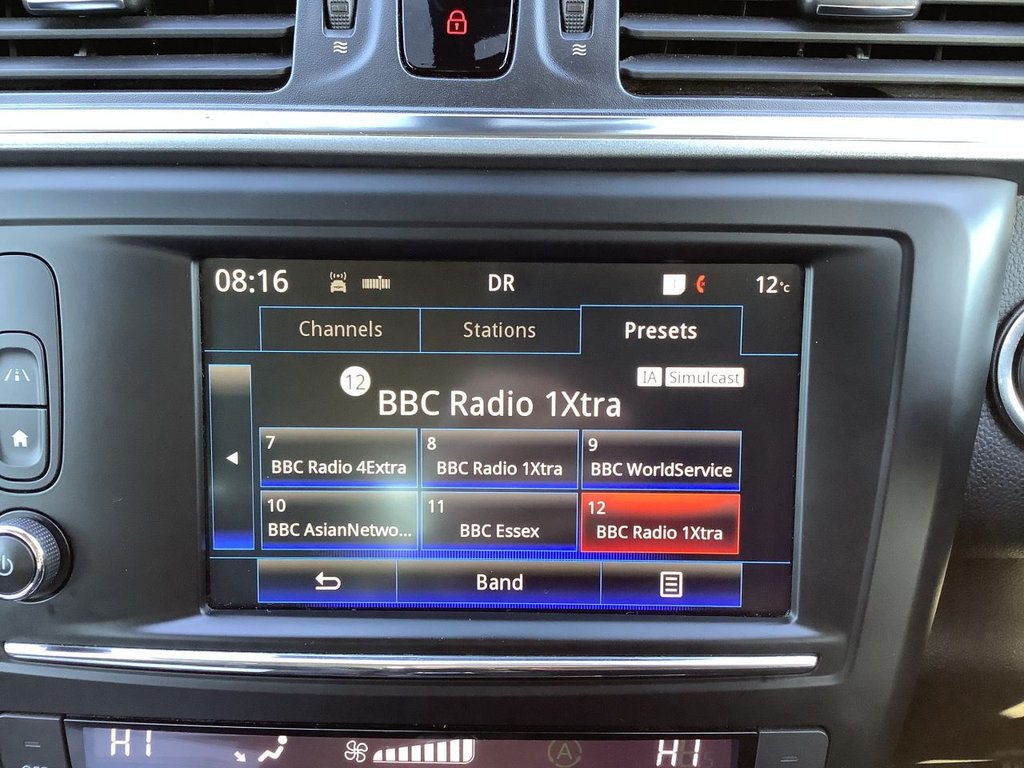 08:16 DR 12°c
Channels Stations Presets
12 IA Simulcast
BBC Radio 1Xtra
7 8 9
BBC Radio 4Extra BBC Radio 1Xtra BBC WorldService
10 11 12
BBC AsianNetwo... BBC Essex BBC Radio 1Xtra
Band
HI A HI